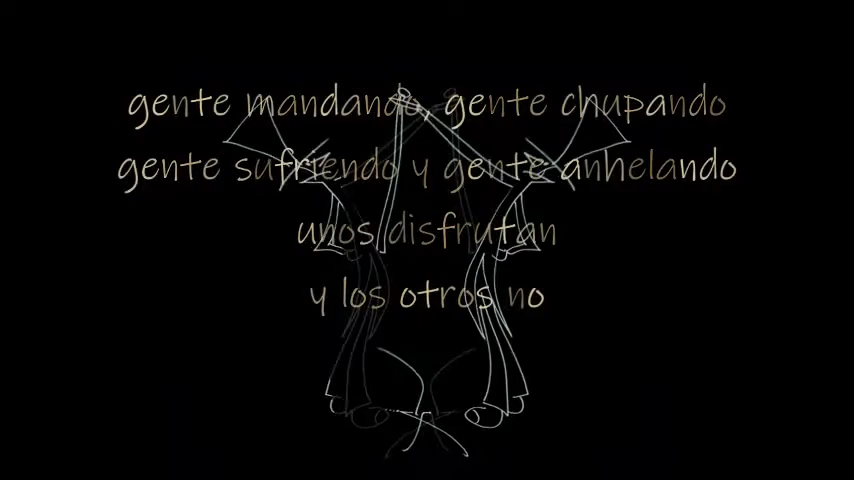 gente mandando, gente chupando
gente sufriendo y gente anhelando
unos disfrutan
y los otros no